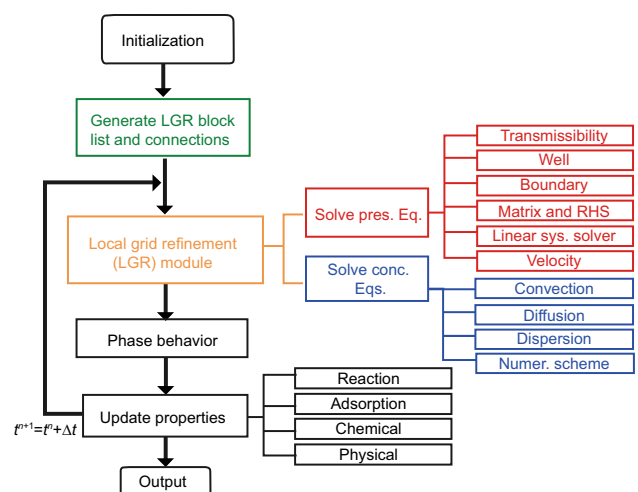 Initialization
Generate LGR block
list and connections
Local grid refinement
(LGR) module
Solve pres. Eq.
Transmissibility
Well
Boundary
Matrix and RHS
Linear sys. solver
Velocity
Solve conc.
Eqs.
Convection
Diffusion
Dispersion
Numer. scheme
Phase behavior
Update properties
Reaction
Adsorption
Chemical
Physical
tⁿ⁺¹=tⁿ+Δt
Output